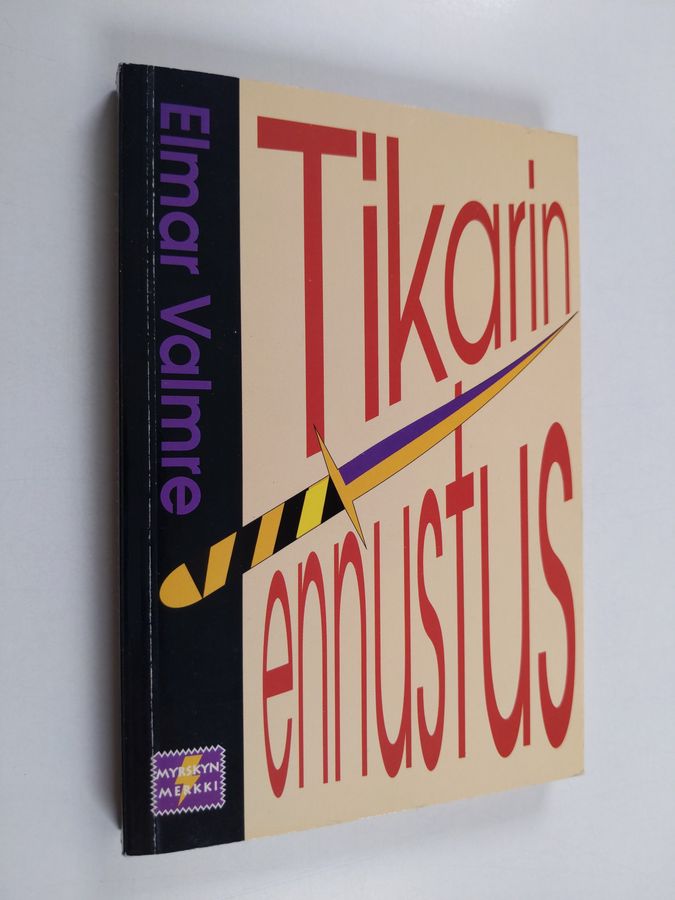 Elmar Valmre
Tikarin
ennustus
MYRSKYN
MERKKI